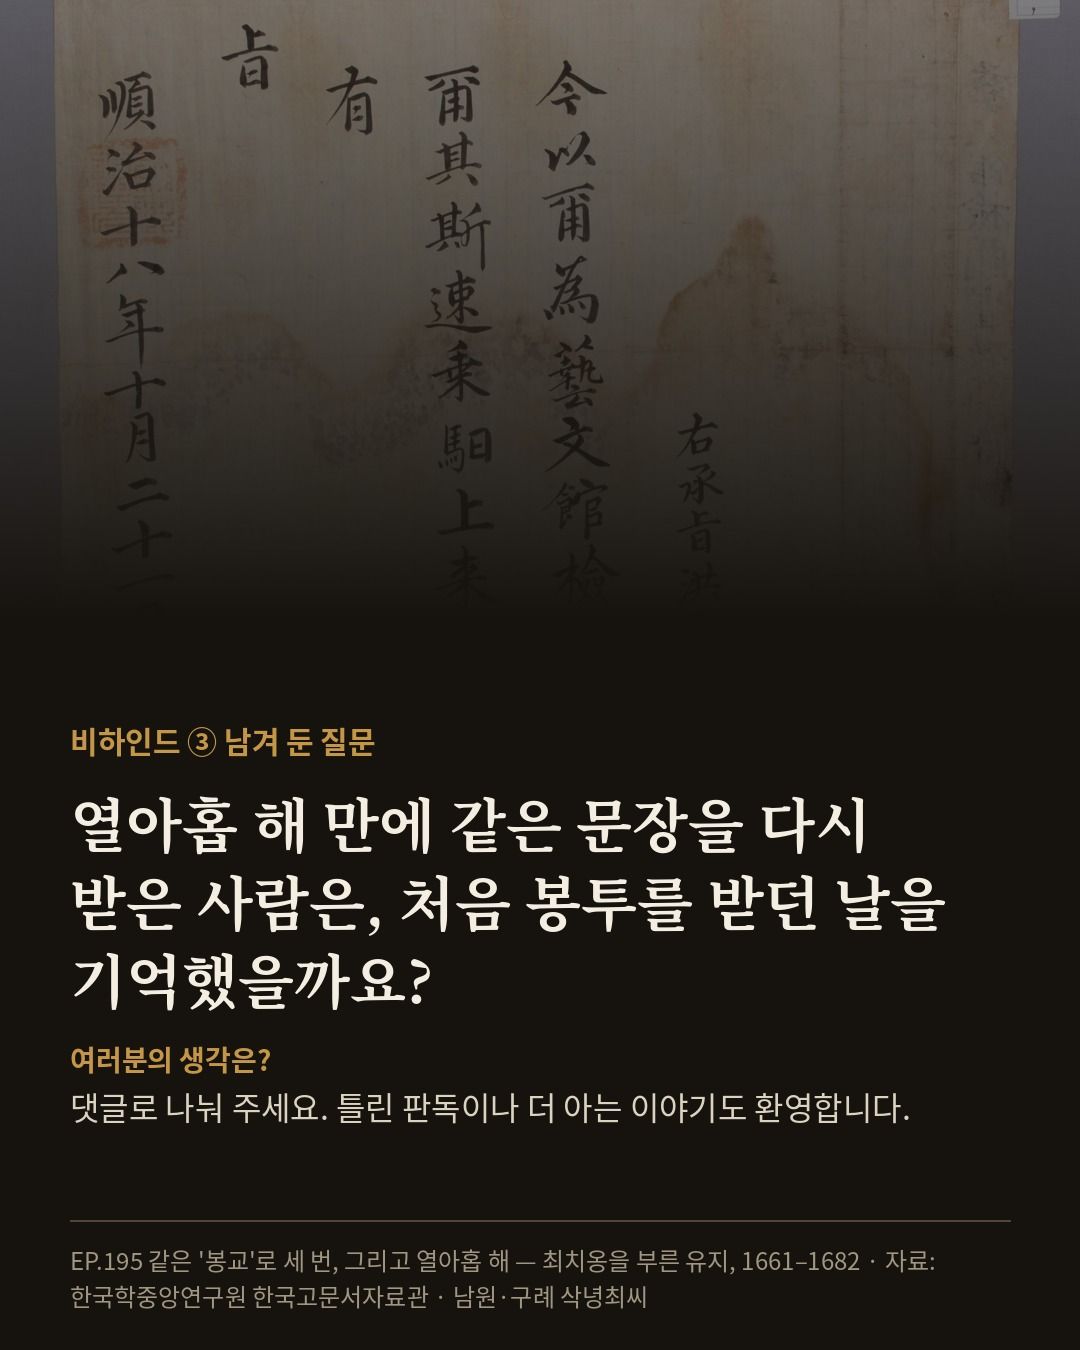 右承旨洪
今以爾為藝文館檢
爾其斯速乗馹上来
有
旨
順治十八年十月二十一
비하인드 ③ 남겨 둔 질문
열아홉 해 만에 같은 문장을 다시
받은 사람은, 처음 봉투를 받던 날을
기억했을까요?
여러분의 생각은?
댓글로 나눠 주세요. 틀린 판독이나 더 아는 이야기도 환영합니다.
EP.195 같은 '봉교'로 세 번, 그리고 열아홉 해 — 최치옹을 부른 유지, 1661–1682 · 자료:
한국학중앙연구원 한국고문서자료관 · 남원·구례 삭녕최씨